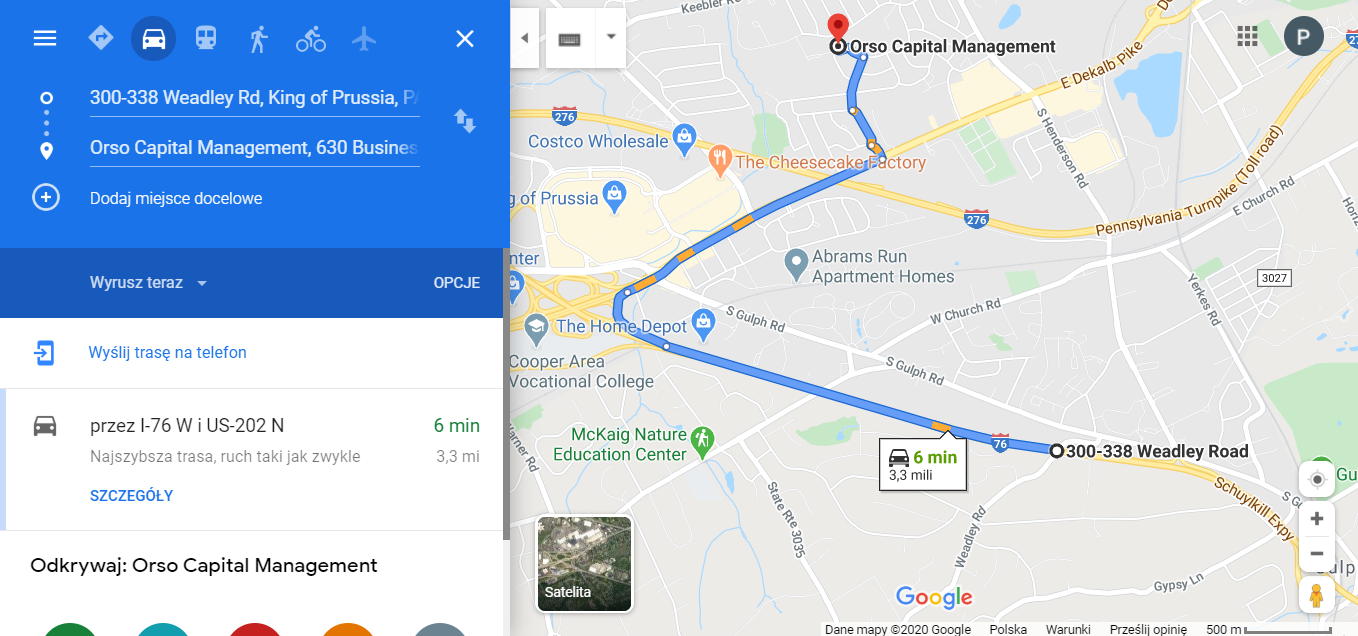 300-338 Weadley Rd, King of Prussia, PA
Orso Capital Management, 630 Busines
Dodaj miejsce docelowe
Wyrusz teraz
OPCJE
Wyślij trasę na telefon
przez I-76 W i US-202 N
6 min
Najszybsza trasa, ruch taki jak zwykle
3,3 mi
SZCZEGÓŁY
Odkrywaj: Orso Capital Management
Keebler Rd
P
Orso Capital Management
E Dekalb Pike
276
Costco Wholesale
The Cheesecake Factory
S Henderson Rd
g of Prussia
276
Pennsylvania Turnpike (Toll road)
E Church Rd
nter
Abrams Run
Apartment Homes
3027
Yerkes Rd
W Church Rd
S Gulph Rd
The Home Depot
Cooper Area
Vocational College
S Gulph Rd
Warner Rd
McKaig Nature
Education Center
76
300-338 Weadley Road
6 min
3,3 mili
Gu
Schuylkill Expy
State Rte 3035
Weadley Rd
Gypsy Ln
ulp
Satelita
Google
Dane mapy ©2020 Google
Polska
Warunki
Prześlij opinię
500 m